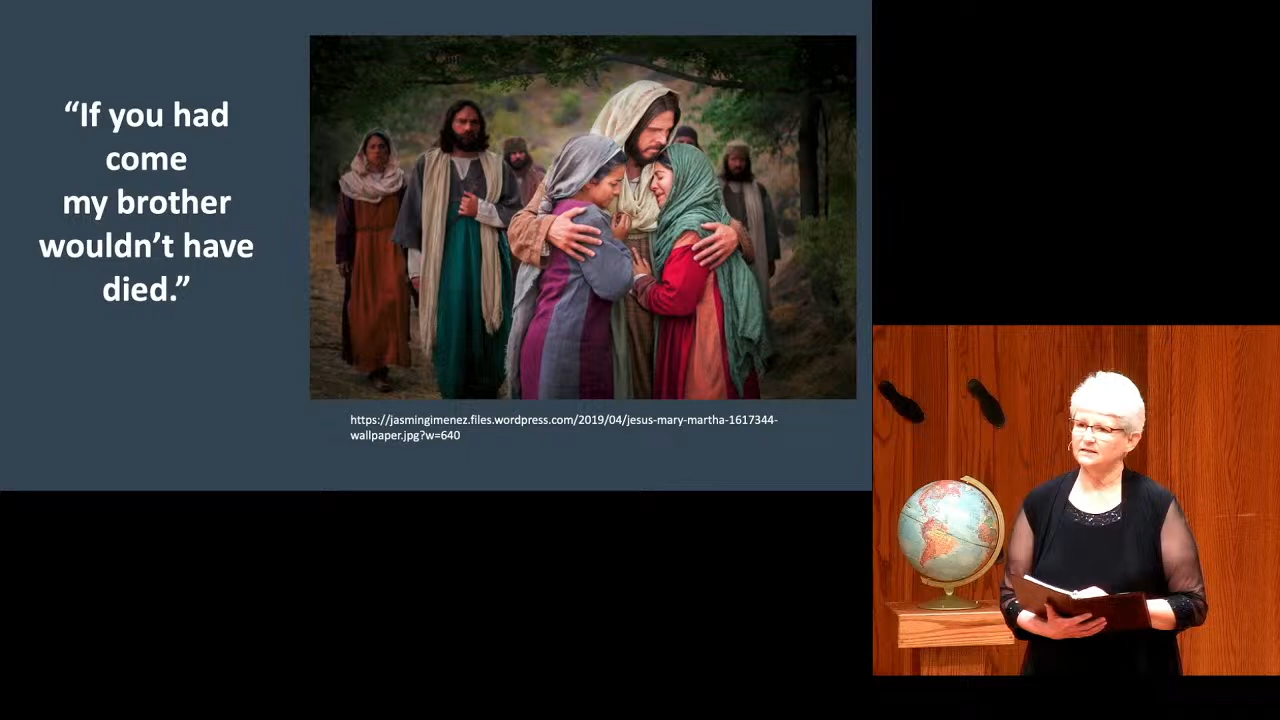 “If you had
come
my brother
wouldn’t have
died.”
https://jasmingimenez.files.wordpress.com/2019/04/jesus-mary-martha-1617344-
wallpaper.jpg?w=640